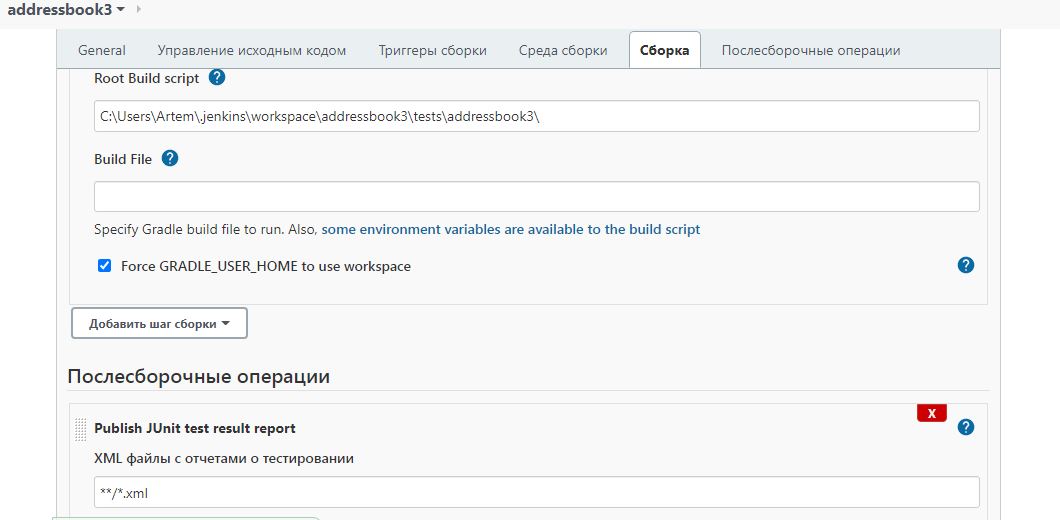 addressbook3
General Управление исходным кодом Триггеры сборки Среда сборки Сборка Послесборочные операции
Root Build script ?
C:\Users\Artem\.jenkins\workspace\addressbook3\tests\addressbook3\
Build File ?
Specify Gradle build file to run. Also, some environment variables are available to the build script
Force GRADLE_USER_HOME to use workspace ?
Добавить шаг сборки
Послесборочные операции
X
Publish JUnit test result report ?
XML файлы с отчетами о тестировании
**/*.xml